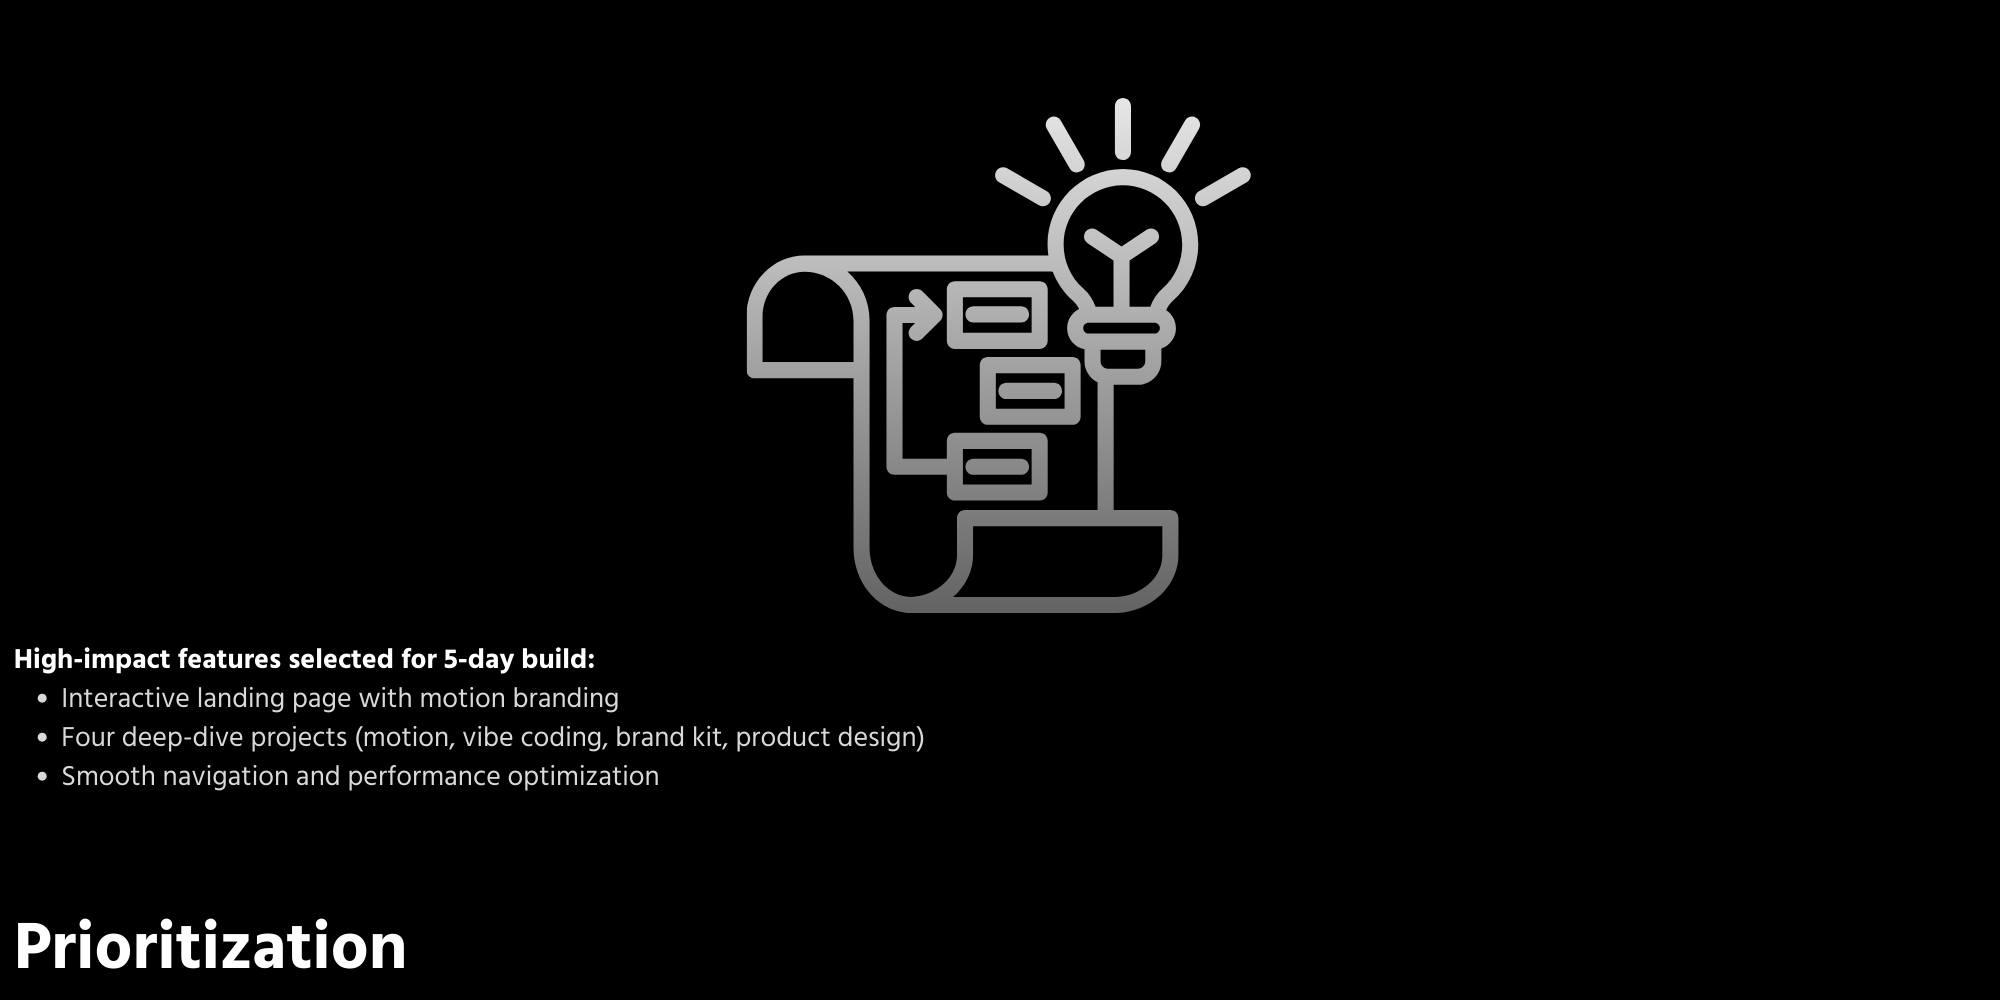 High-impact features selected for 5-day build:
• Interactive landing page with motion branding
• Four deep-dive projects (motion, vibe coding, brand kit, product design)
• Smooth navigation and performance optimization
Prioritization